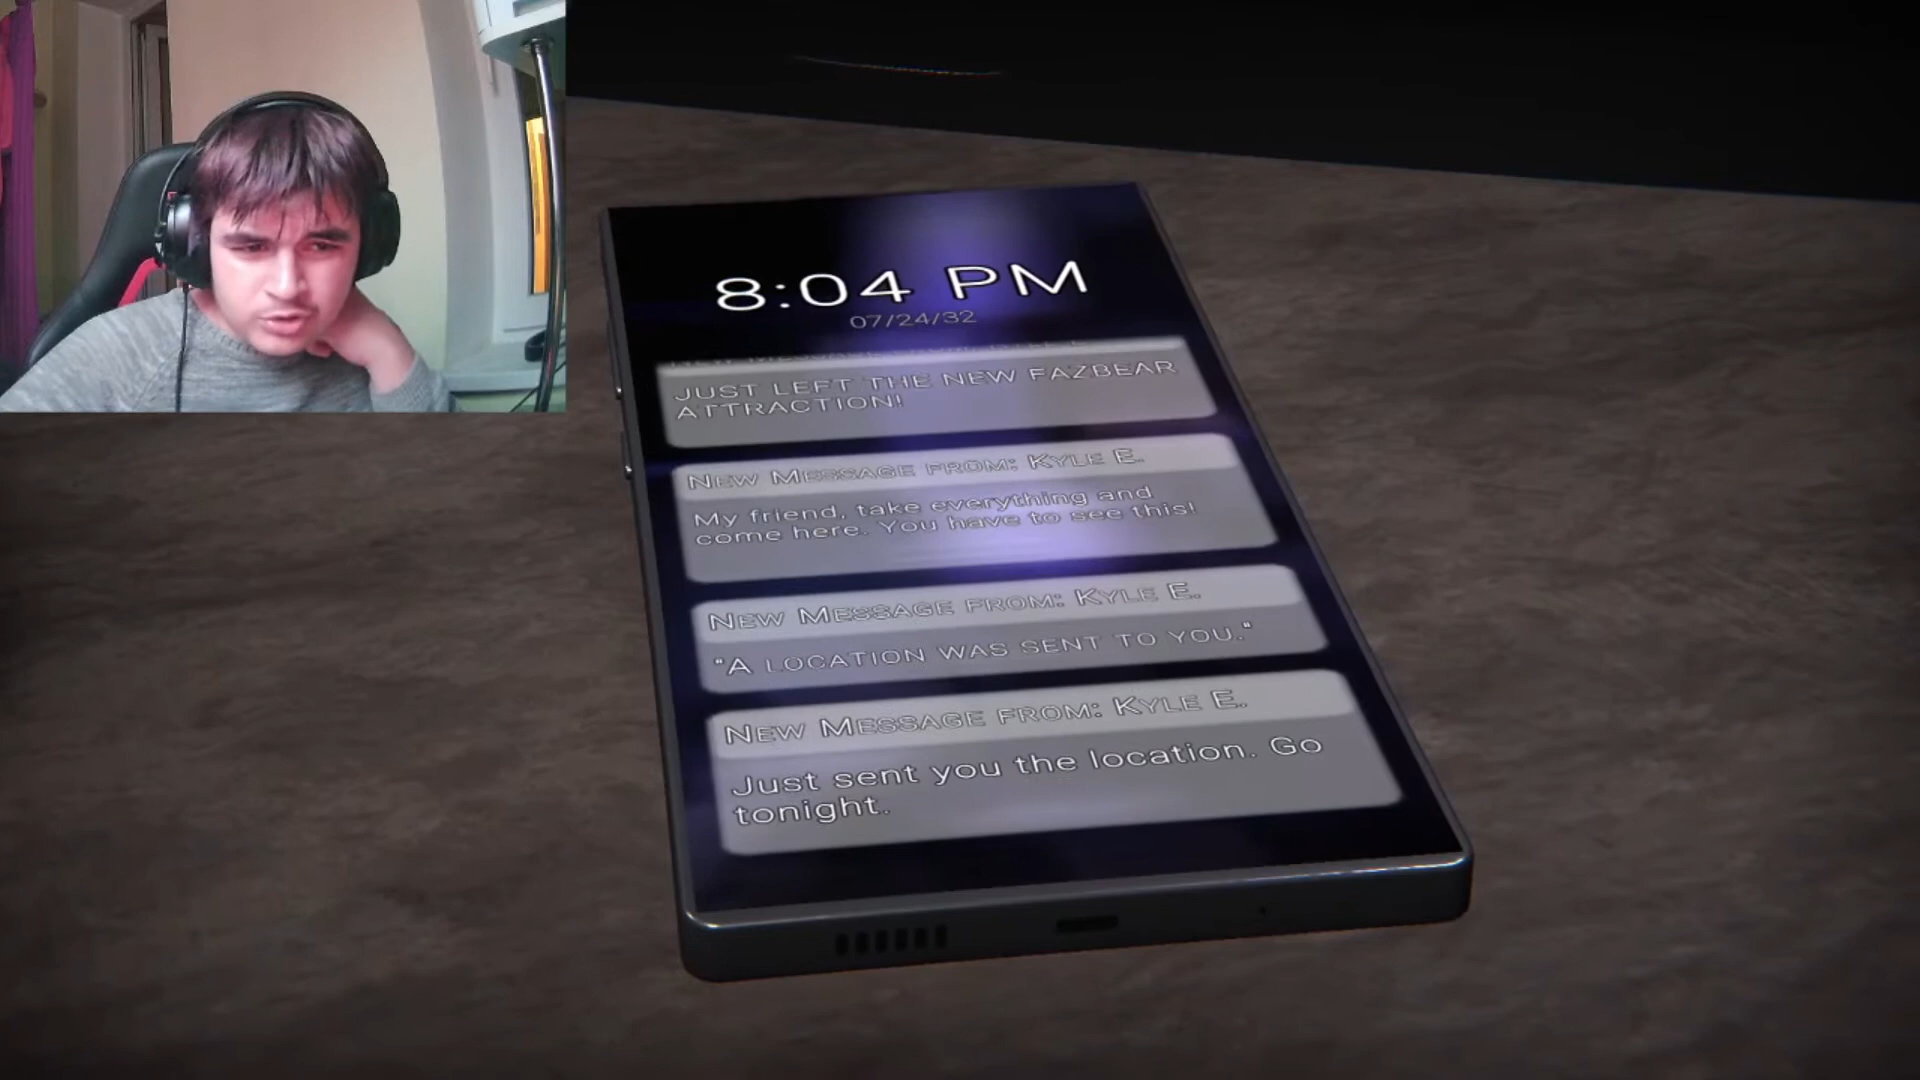 8:04 PM
07/24/32
JUST LEFT THE NEW FAZBEAR
ATTRACTION!
NEW MESSAGE FROM: KYLE E.
My friend, take everything and
come here. You have to see this!
NEW MESSAGE FROM: KYLE E.
"A LOCATION WAS SENT TO YOU."
NEW MESSAGE FROM: KYLE E.
Just sent you the location. Go
tonight.